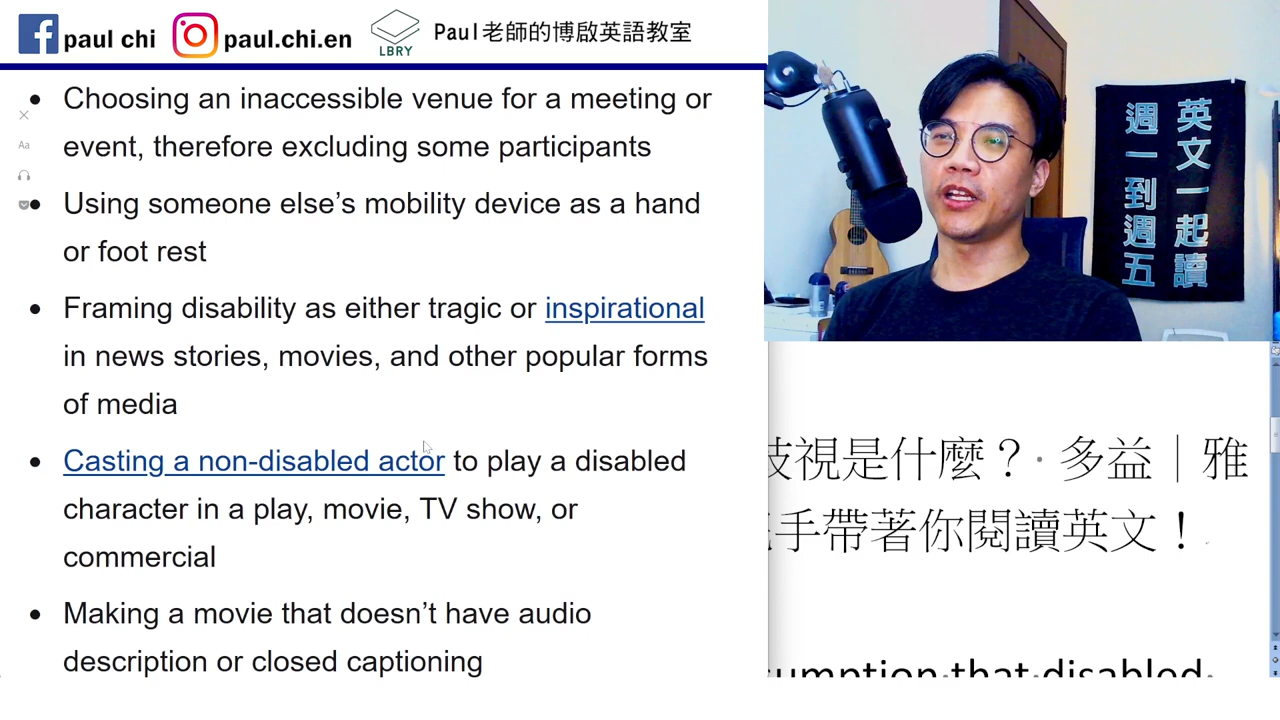 paul chi
paul.chi.en
LBRY
Paul老師的博啟英語教室
• Choosing an inaccessible venue for a meeting or
event, therefore excluding some participants
• Using someone else's mobility device as a hand
or foot rest
• Framing disability as either tragic or inspirational
in news stories, movies, and other popular forms
of media
• Casting a non-disabled actor to play a disabled
character in a play, movie, TV show, or
commercial
• Making a movie that doesn't have audio
description or closed captioning
Aa
英文一起讀
週一到週五
視是什麼？ 多益｜雅
手帶著你閱讀英文！
that disabled